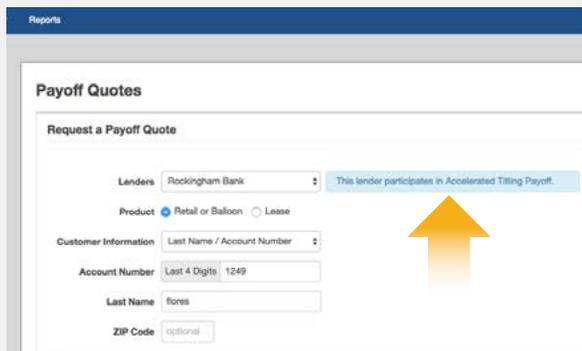 Reports
Payoff Quotes
Request a Payoff Quote
Lenders Rockingham Bank This lender participates in Accelerated Titling Payoff.
Product Retail or Balloon Lease
Customer Information Last Name / Account Number
Account Number Last 4 Digits 1249
Last Name flores
ZIP Code optional